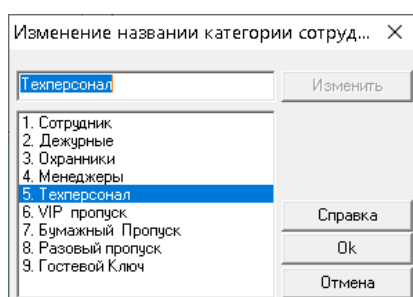 Изменение названии категории сотруд...
Техперсонал
Изменить
1. Сотрудник
2. Дежурные
3. Охранники
4. Менеджеры
5. Техперсонал
6. VIP пропуск
7. Бумажный Пропуск
8. Разовый пропуск
9. Гостевой Ключ
Справка
Ok
Отмена